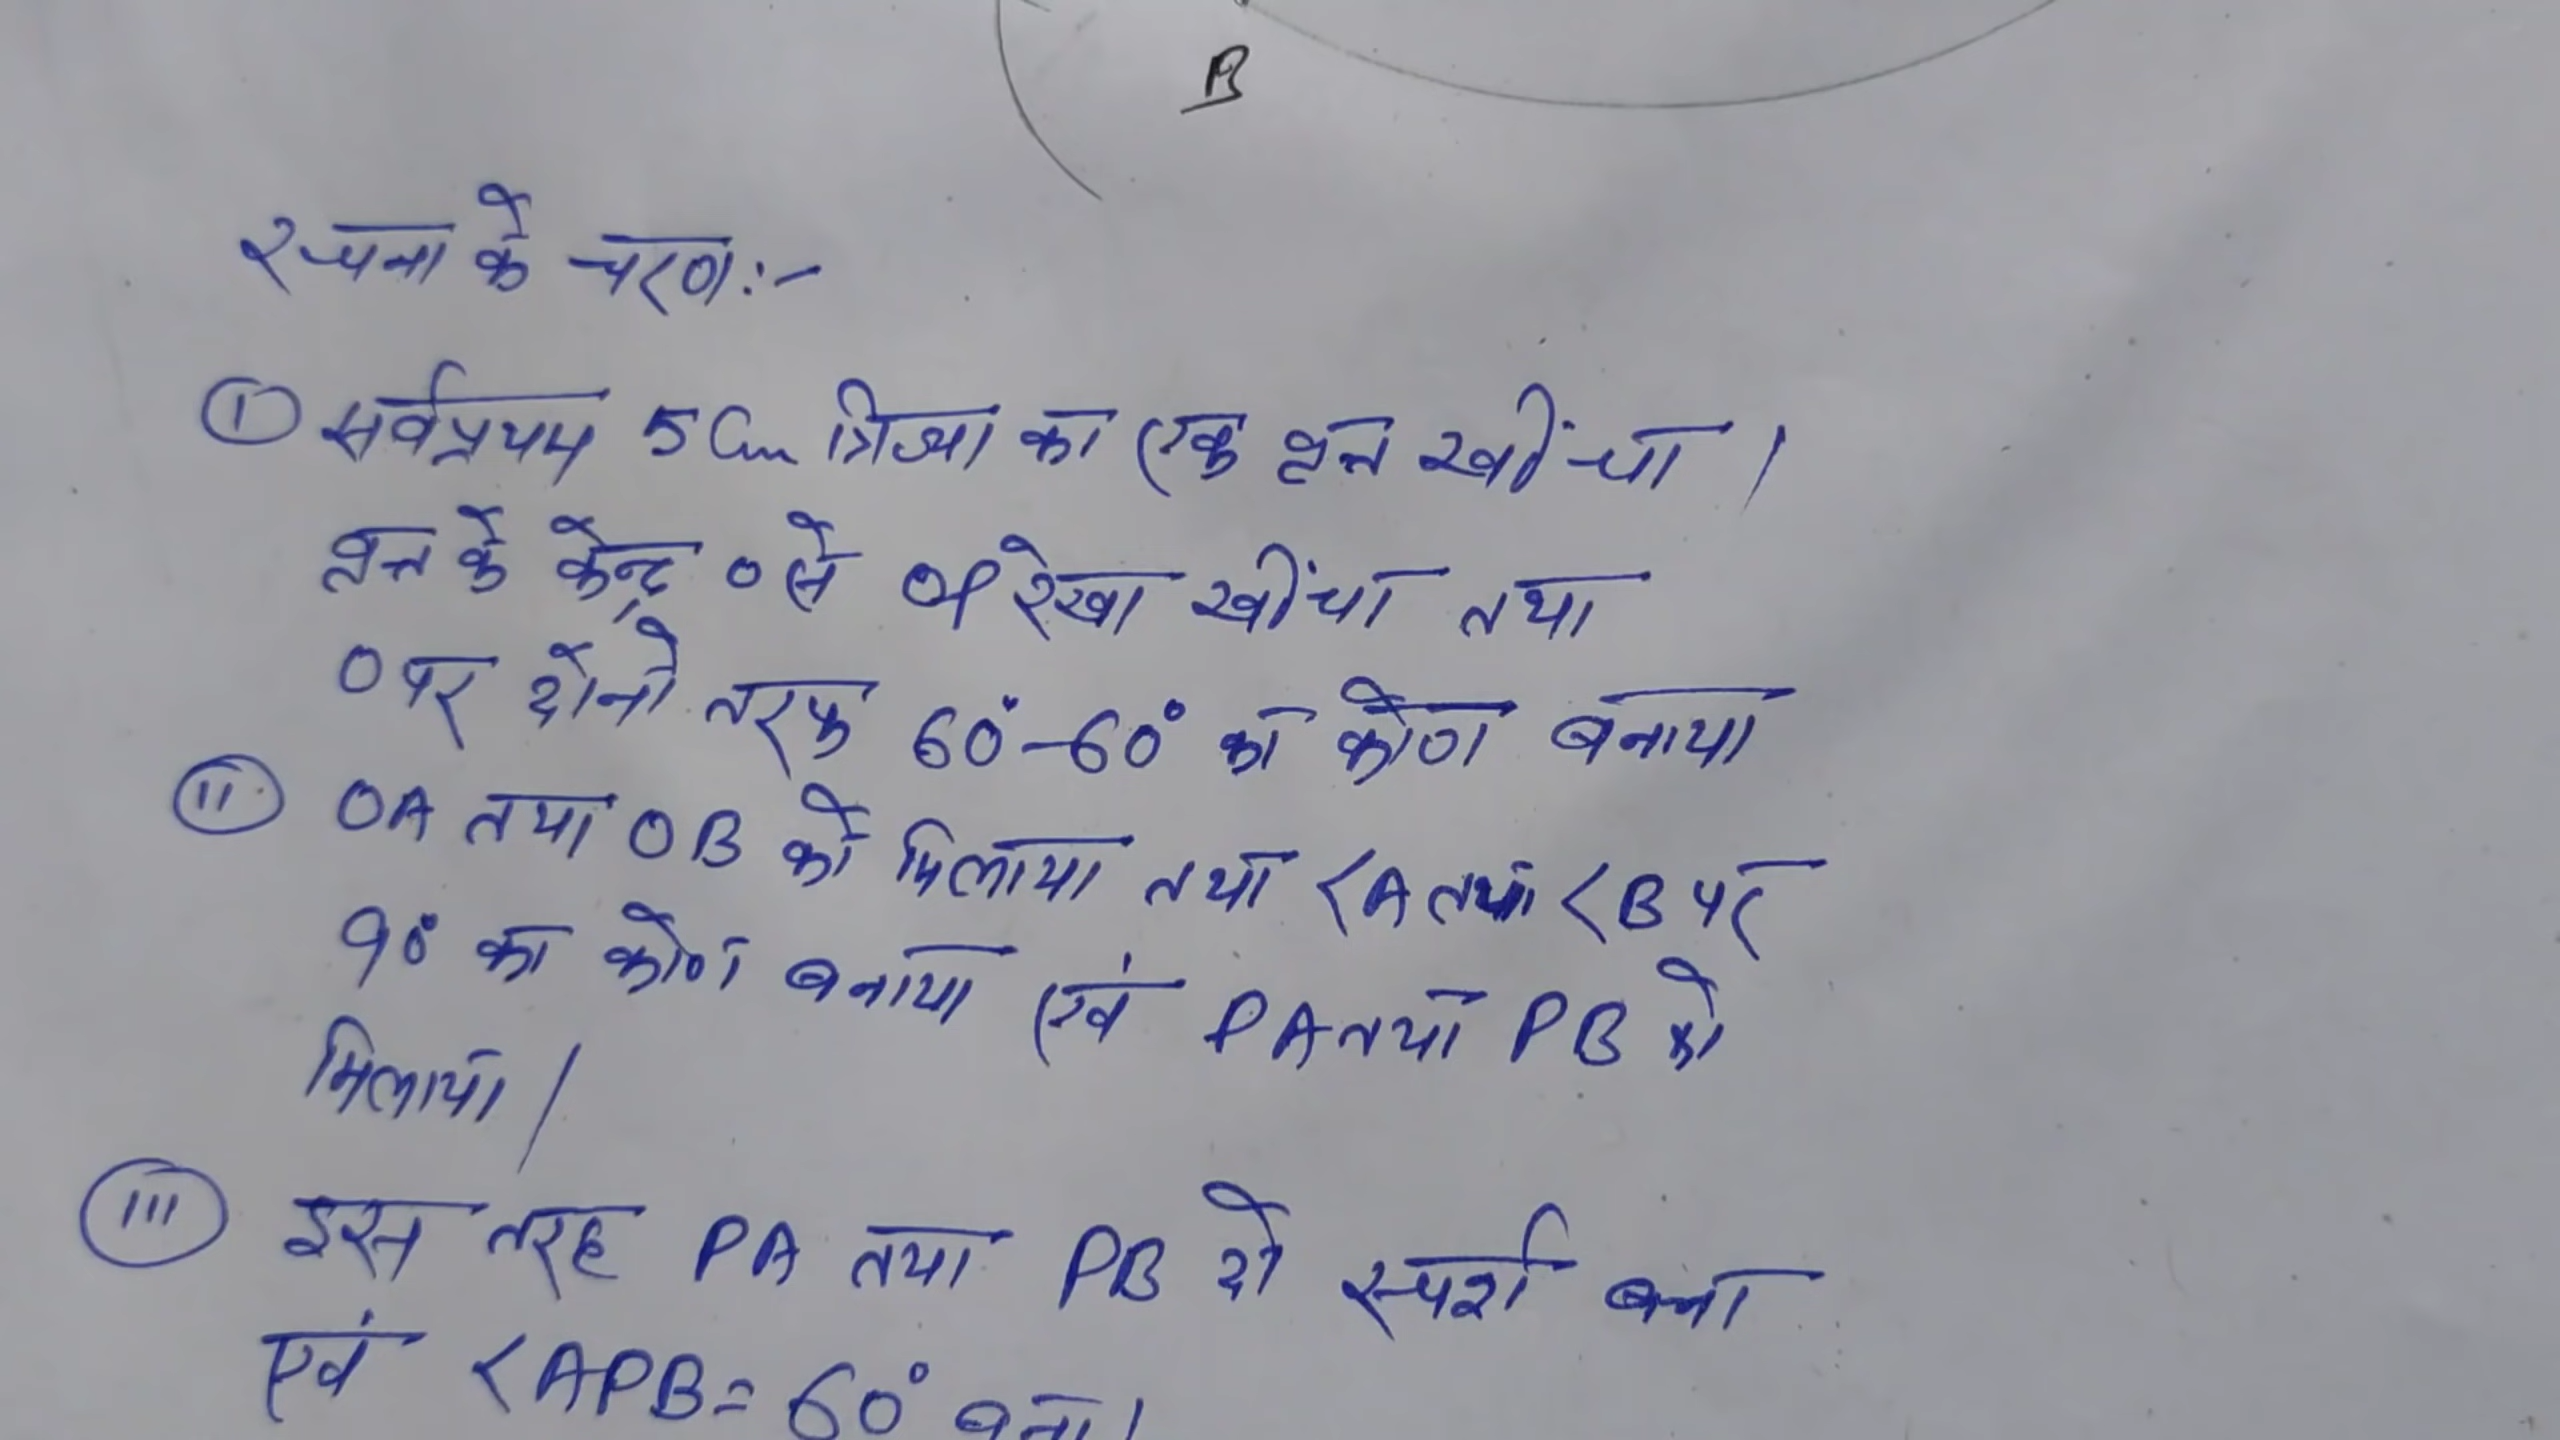 B
रचना के चरण:-
(I) सर्वप्रथम 5 Cm त्रिज्या का एक वृत्त खींचा।
वृत्त के केन्द्र O से OP रेखा खींचा तथा
O पर दोनों तरफ 60°-60° का कोण बनाया
(II) OA तथा OB को मिलाया तथा <A तथा <B पर
90° का कोण बनाया एवं PA तथा PB को
मिलाया।
(III) इस तरह PA तथा PB दो स्पर्श बना
एवं <APB = 60° बना।